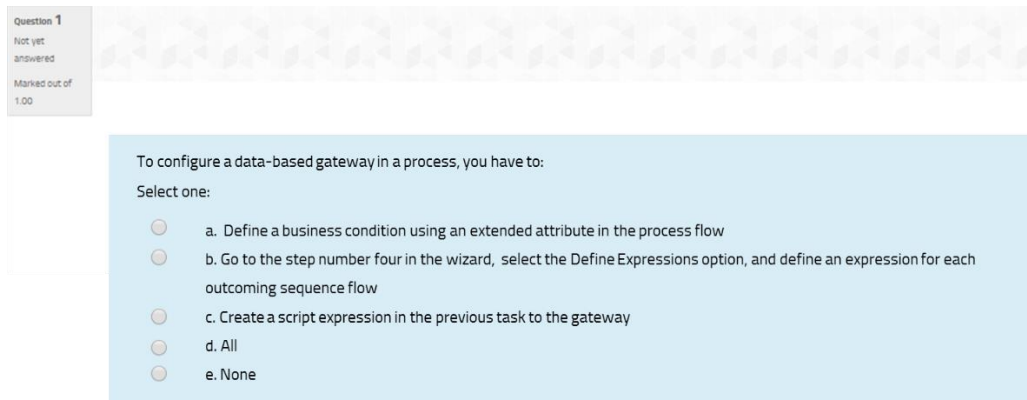 Question 1
Not yet
answered
Marked out of
1.00
To configure a data-based gateway in a process, you have to:
Select one:
a. Define a business condition using an extended attribute in the process flow
b. Go to the step number four in the wizard, select the Define Expressions option, and define an expression for each
outcoming sequence flow
c. Create a script expression in the previous task to the gateway
d. All
e. None